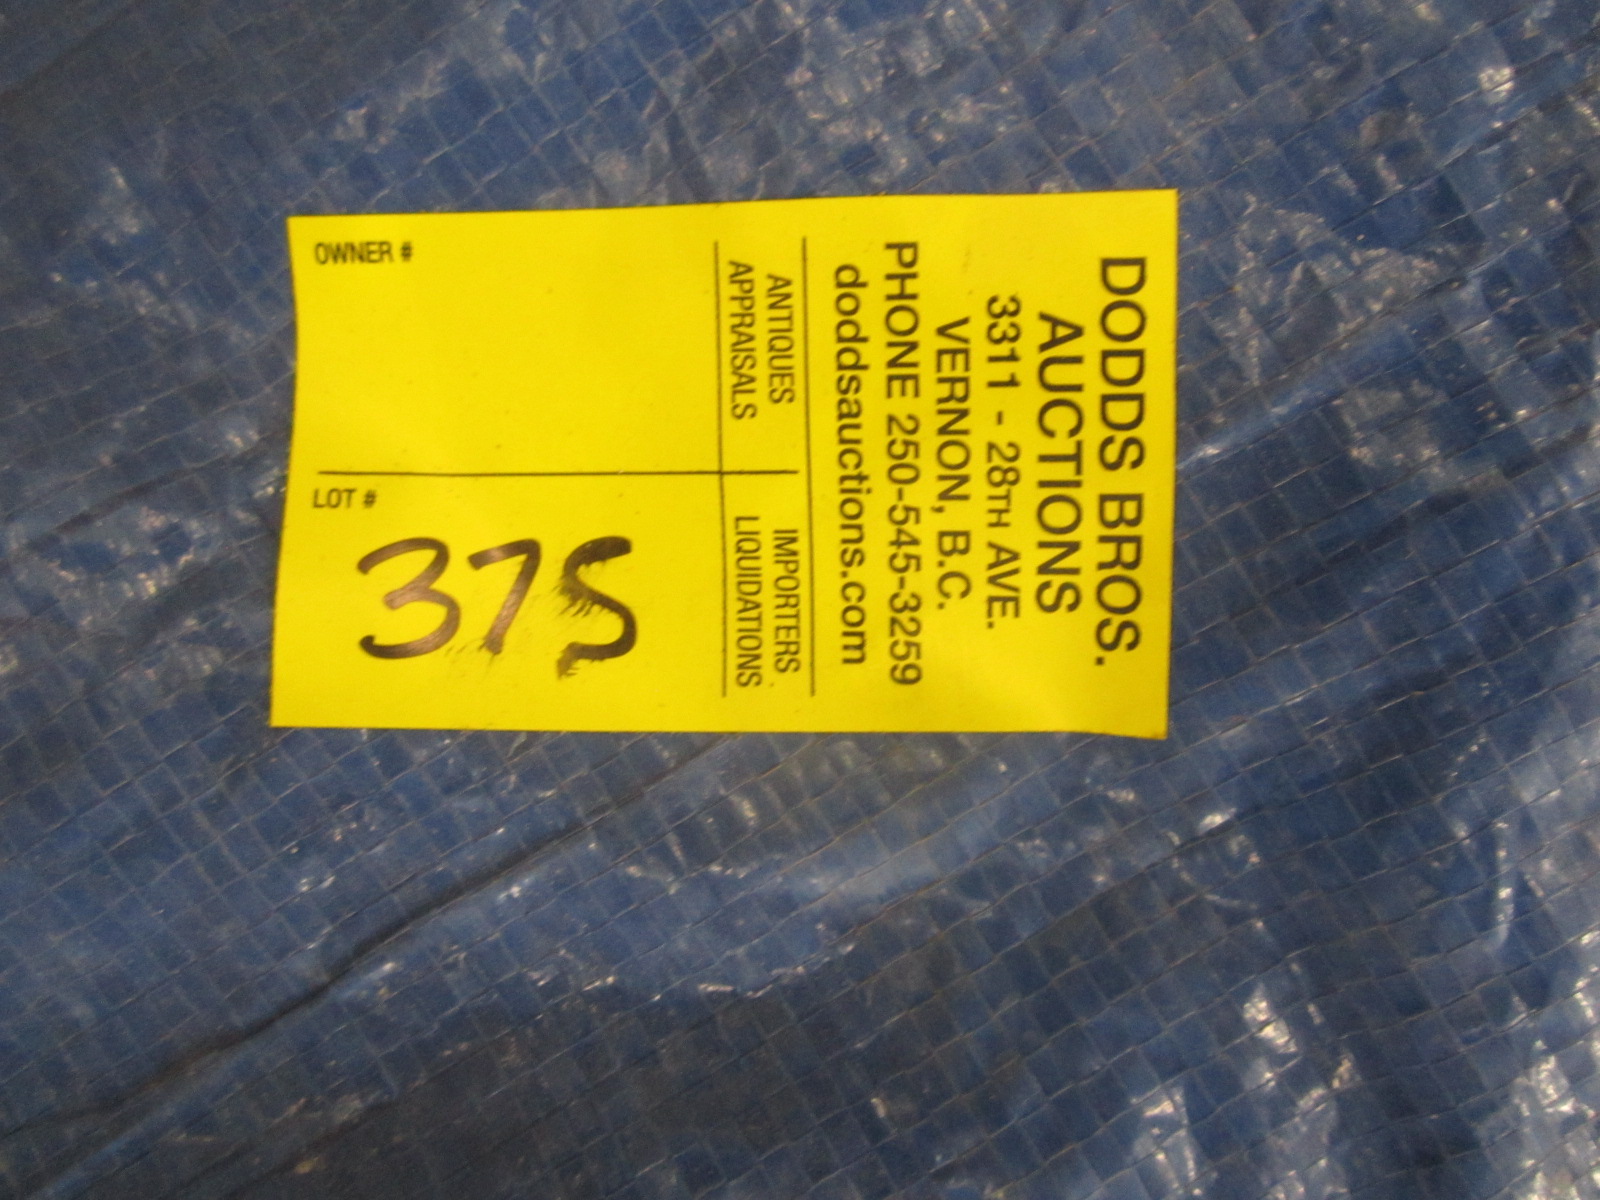 DODDS BROS.
AUCTIONS
3311 - 28TH AVE.
VERNON, B.C.
PHONE 250-545-3259
doddsauctions.com
ANTIQUES
APPRAISALS
IMPORTERS
LIQUIDATIONS
OWNER #
LOT #
375